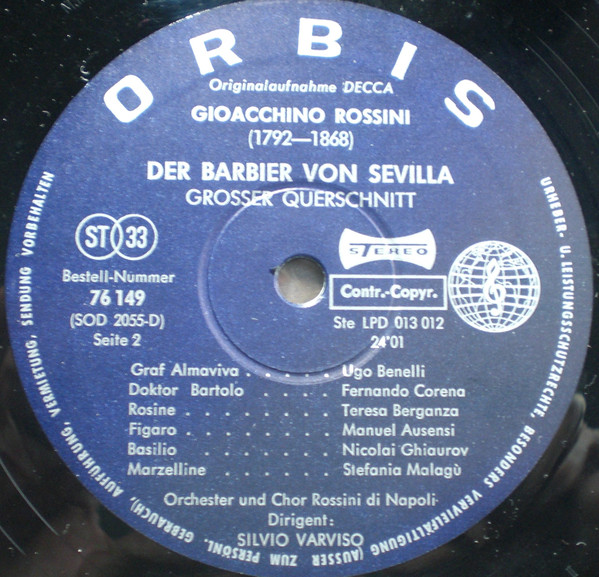 ORBIS
Originalaufnahme DECCA
GIOACCHINO ROSSINI
(1792—1868)
DER BARBIER VON SEVILLA
GROSSER QUERSCHNITT
ST 33
Bestell-Nummer
76 149
(SOD 2055-D)
Seite 2
STEREO
Contr.-Copyr.
Ste LPD 013 012
24'01
Graf Almaviva . . . . . Ugo Benelli
Doktor Bartolo . . . . Fernando Corena
Rosine . . . . . . . . Teresa Berganza
Figaro . . . . . . . . Manuel Ausensi
Basilio . . . . . . . . Nicolai Ghiaurov
Marzelline . . . . . . Stefania Malagù
Orchester und Chor Rossini di Napoli
Dirigent:
SILVIO VARVISO
URHEBER- U. LEISTUNGSSCHUTZRECHTE, BESONDERS VERVIELFÄLTIGUNG (AUSSER ZUM PERSÖNL. GEBRAUCH), AUFFÜHRUNG, VERMIETUNG, SENDUNG VORBEHALTEN